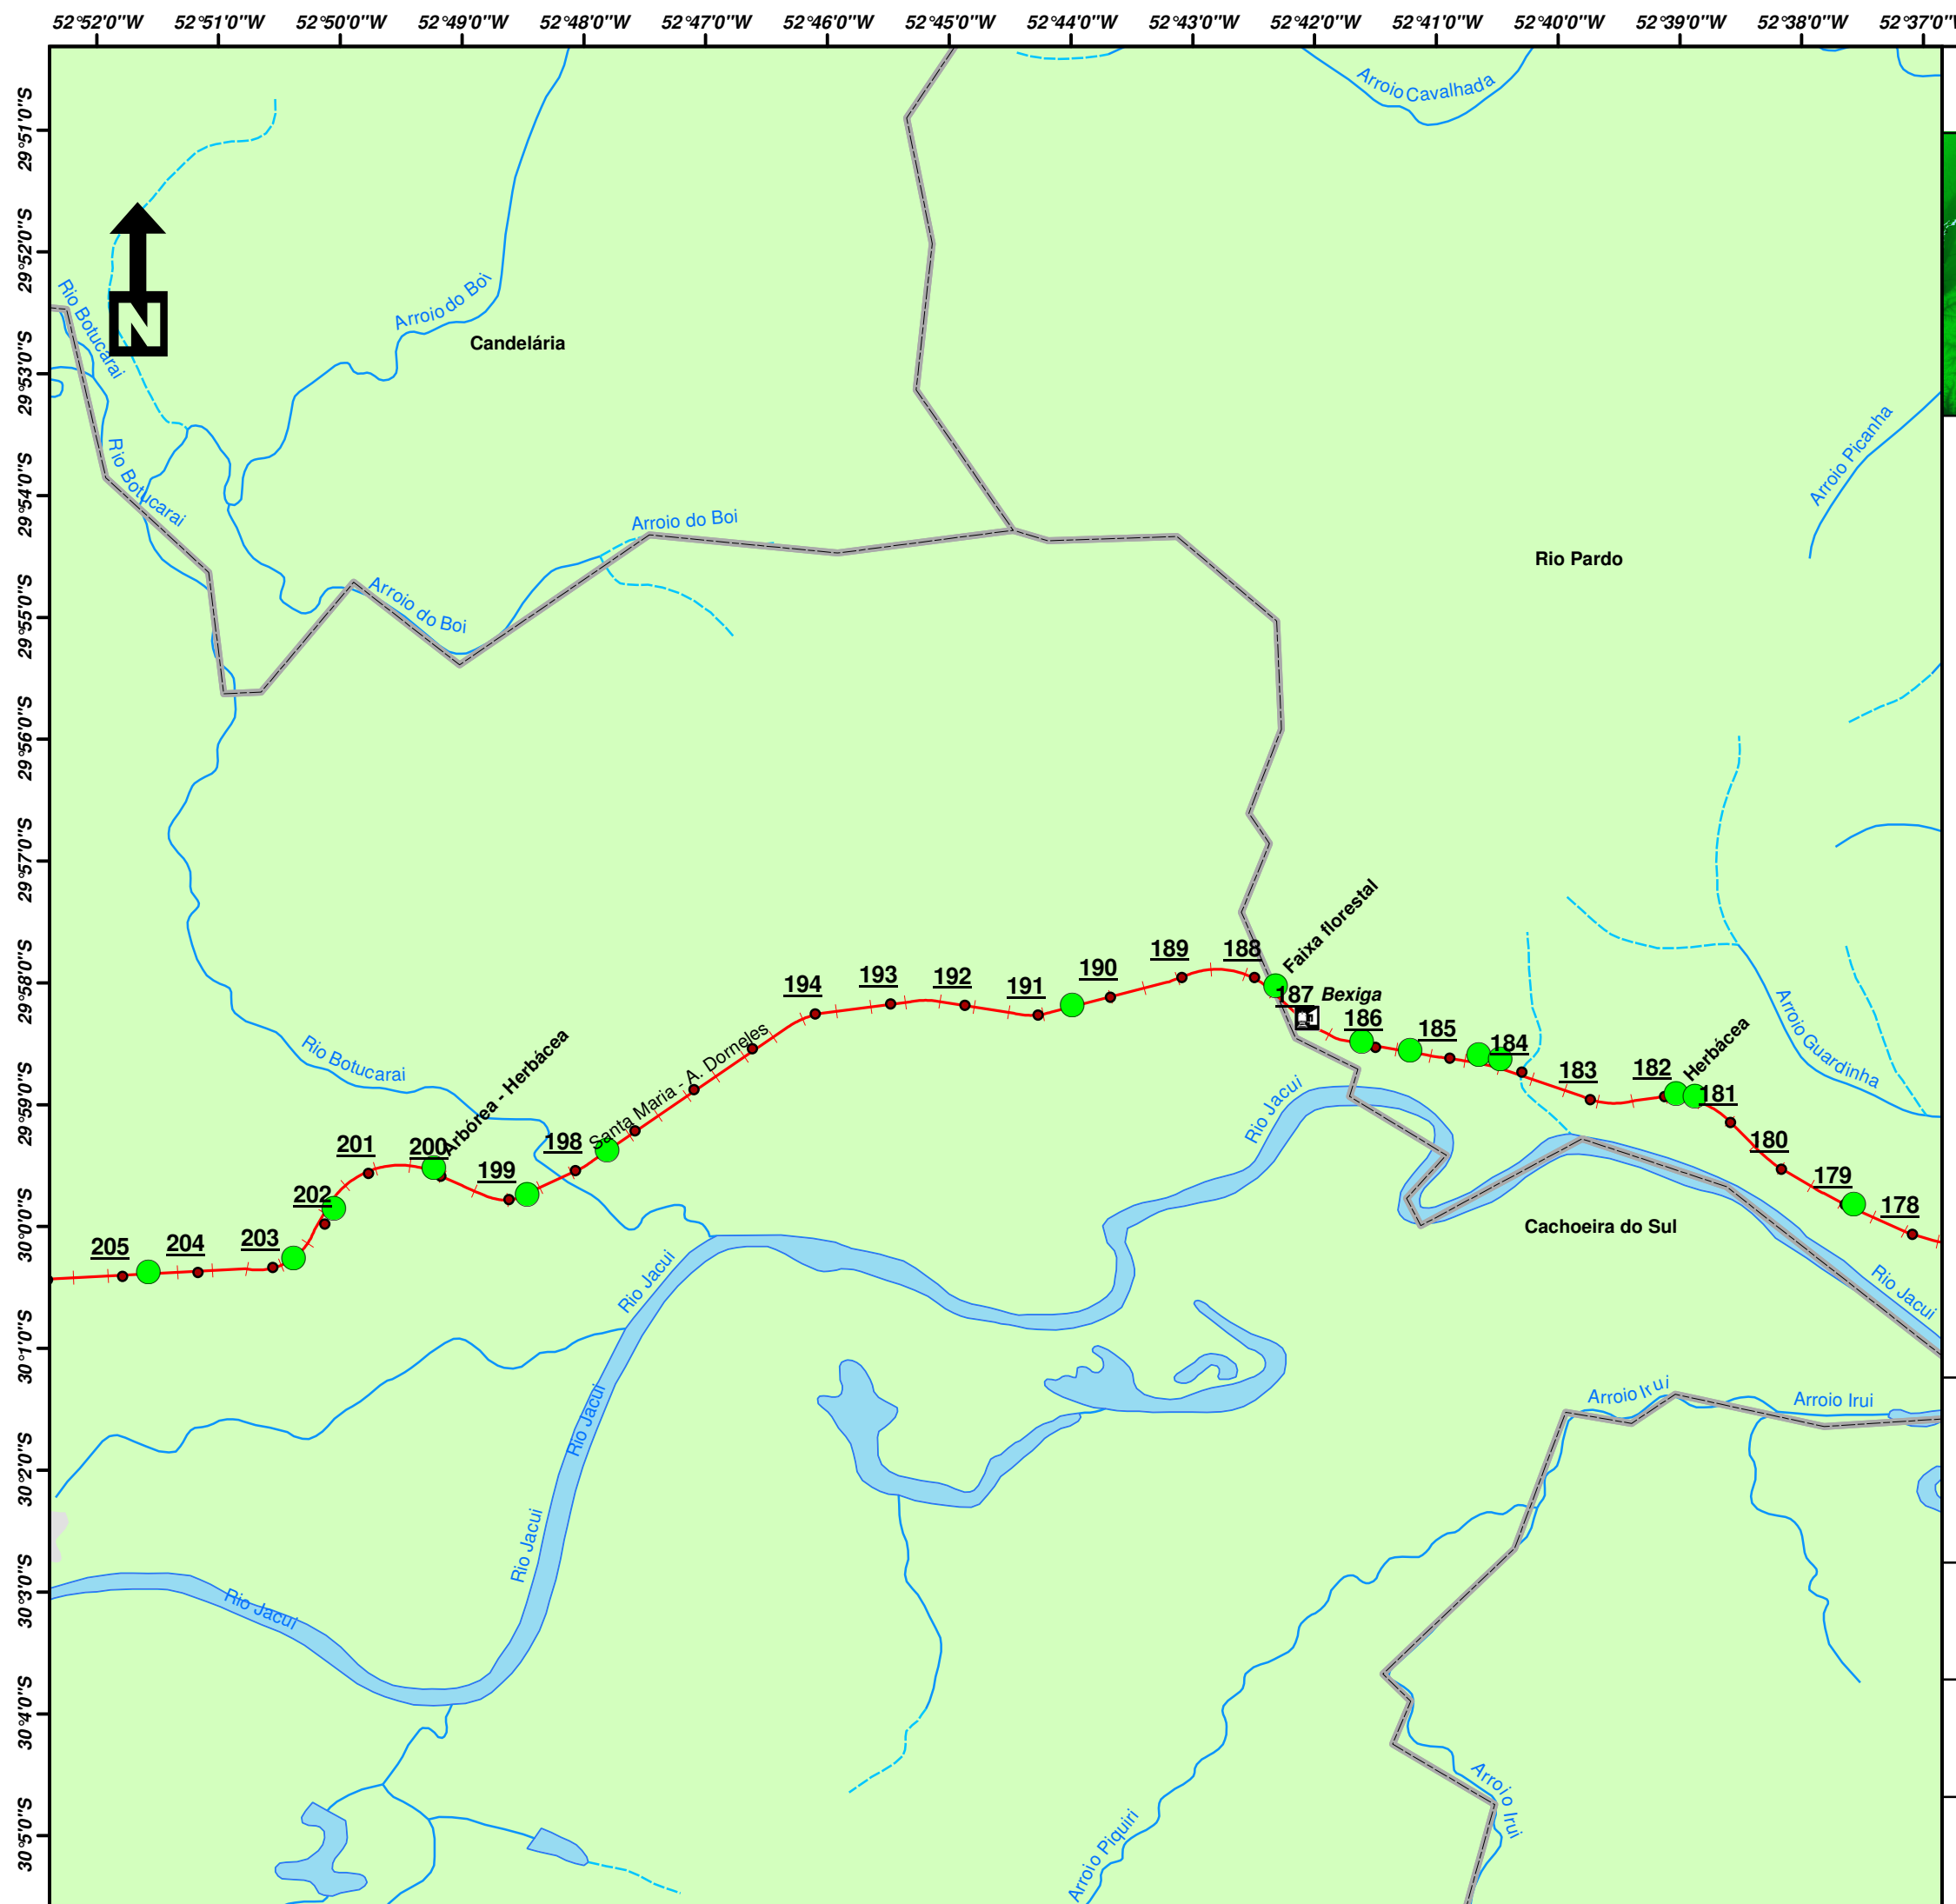 52°52'0"W 52°51'0"W 52°50'0"W 52°49'0"W 52°48'0"W 52°47'0"W 52°46'0"W 52°45'0"W 52°44'0"W 52°43'0"W 52°42'0"W 52°41'0"W 52°40'0"W 52°39'0"W 52°38'0"W 52°37'0"W
29°51'0"S
29°52'0"S
29°53'0"S
29°54'0"S
29°55'0"S
29°56'0"S
29°57'0"S
29°58'0"S
29°59'0"S
30°0'0"S
30°1'0"S
30°2'0"S
30°3'0"S
30°4'0"S
30°5'0"S
Arroio Cavalhada
N
Rio Botucarai
Arroio do Boi
Candelária
Rio Botucarai
Arroio Picanha
Arroio do Boi
Rio Pardo
Arroio do Boi
Faixa florestal
194
193
192
191
190
189
188
187
Bexiga
186
185
184
183
182
Herbácea
181
180
179
178
Arroio Guardinha
Rio Botucarai
Arbórea - Herbácea
Santa Maria - A. Dorneles
198
199
200
201
202
203
204
205
Rio Jacui
Cachoeira do Sul
Rio Jacui
Rio Jacui
Rio Jacui
Rio Jacui
Rio Jacui
Arroio Irui
Arroio Irui
Arroio Irui
Arroio Piquiri